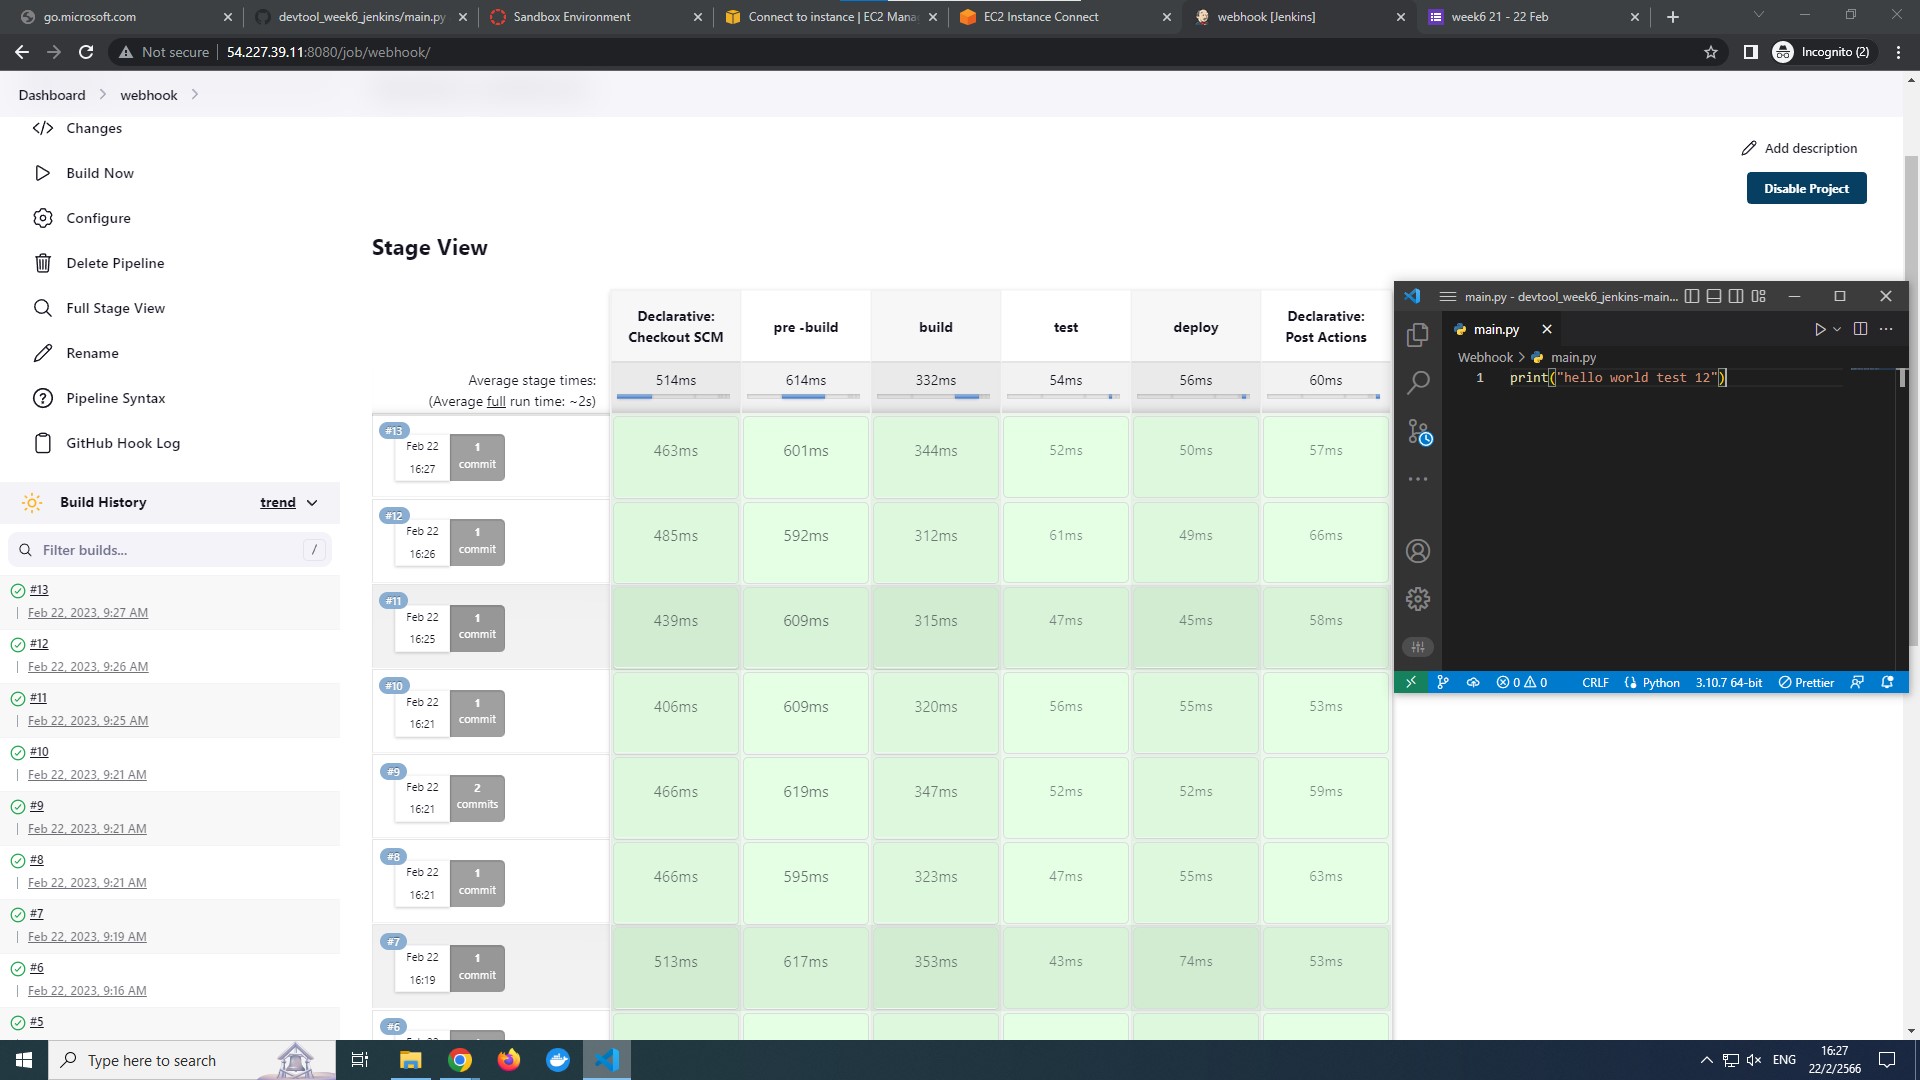 go.microsoft.com
devtool_week6_jenkins/main.py
Sandbox Environment
Connect to instance | EC2 Mana
EC2 Instance Connect
webhook [Jenkins]
week6 21 - 22 Feb
Not secure
54.227.39.11:8080/job/webhook/
Incognito (2)
Dashboard
webhook
Changes
Build Now
Configure
Delete Pipeline
Full Stage View
Rename
Pipeline Syntax
GitHub Hook Log
Build History
trend
Filter builds...
/
#13
Feb 22, 2023, 9:27 AM
#12
Feb 22, 2023, 9:26 AM
#11
Feb 22, 2023, 9:25 AM
#10
Feb 22, 2023, 9:21 AM
#9
Feb 22, 2023, 9:21 AM
#8
Feb 22, 2023, 9:21 AM
#7
Feb 22, 2023, 9:19 AM
#6
Feb 22, 2023, 9:16 AM
#5
Add description
Disable Project
Stage View
Declarative: Checkout SCM
pre -build
build
test
deploy
Declarative: Post Actions
Average stage times:
(Average full run time: ~2s)
514ms 614ms 332ms 54ms 56ms 60ms
#13
Feb 22
16:27
1
commit
463ms 601ms 344ms 52ms 50ms 57ms
#12
Feb 22
16:26
1
commit
485ms 592ms 312ms 61ms 49ms 66ms
#11
Feb 22
16:25
1
commit
439ms 609ms 315ms 47ms 45ms 58ms
#10
Feb 22
16:21
1
commit
406ms 609ms 320ms 56ms 55ms 53ms
#9
Feb 22
16:21
2
commits
466ms 619ms 347ms 52ms 52ms 59ms
#8
Feb 22
16:21
1
commit
466ms 595ms 323ms 47ms 55ms 63ms
#7
Feb 22
16:19
1
commit
513ms 617ms 353ms 43ms 74ms 53ms
#6
main.py - devtool_week6_jenkins-main...
main.py
Webhook
main.py
1 print("hello world test 12")
0 0
CRLF
Python
3.10.7 64-bit
Prettier
Type here to search
ENG
16:27
22/2/2566